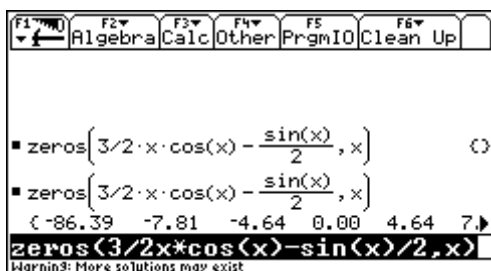 F1 F2 F3 F4 F5 F6
Algebra Calc Other PrgmIO Clean Up
■ zeros(3/2·x·cos(x) − sin(x)/2, x) {}
■ zeros(3/2·x·cos(x) − sin(x)/2, x)
{-86.39 -7.81 -4.64 0.00 4.64 7.▶
zeros(3/2x*cos(x)-sin(x)/2,x)
Warning: More solutions may exist